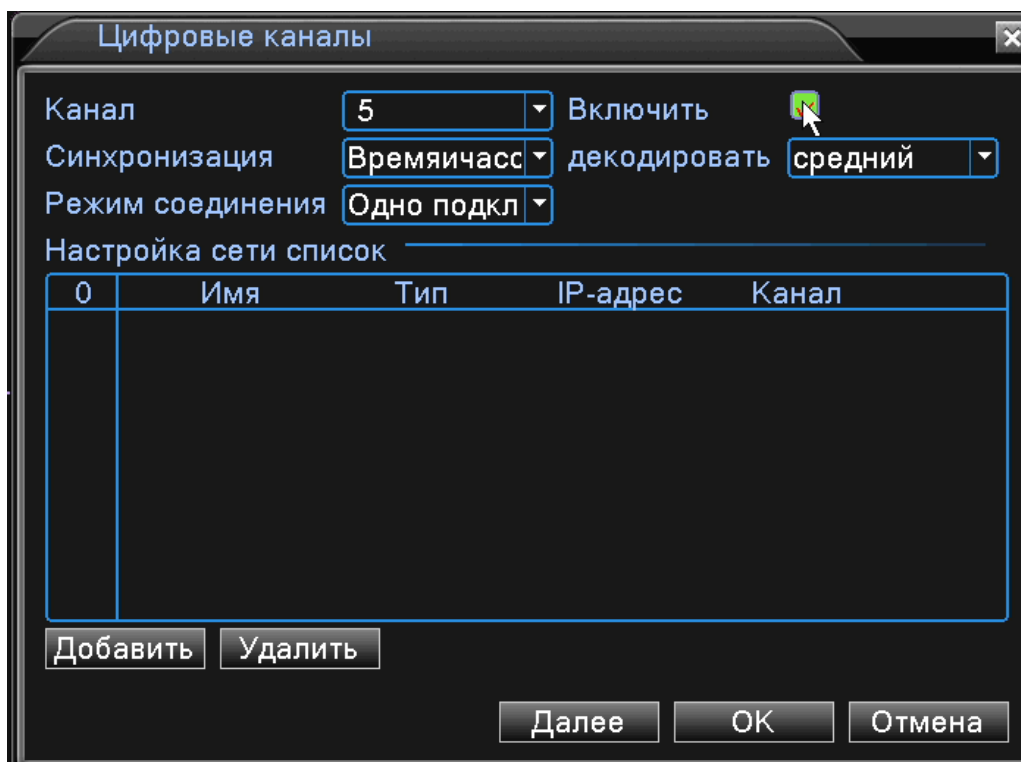 Цифровые каналы
Канал 5 Включить
Синхронизация Времяичасс декодировать средний
Режим соединения Одно подкл
Настройка сети список
0 Имя Тип IP-адрес Канал
Добавить Удалить
Далее OK Отмена